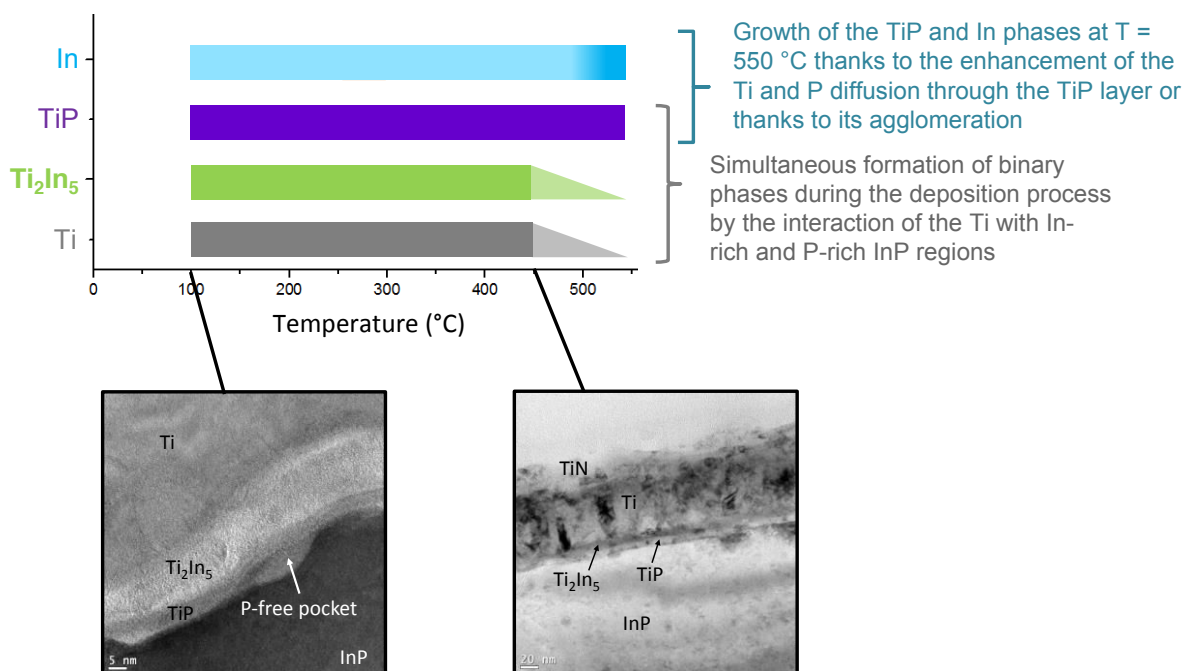 In
TiP
Ti₂In₅
Ti
0
100
200
300
400
500
Temperature (°C)
Growth of the TiP and In phases at T =
550 °C thanks to the enhancement of the
Ti and P diffusion through the TiP layer or
thanks to its agglomeration
Simultaneous formation of binary
phases during the deposition process
by the interaction of the Ti with In-
rich and P-rich InP regions
Ti
Ti₂In₅
TiP
P-free pocket
InP
5 nm
TiN
Ti
Ti₂In₅
TiP
InP
20 nm